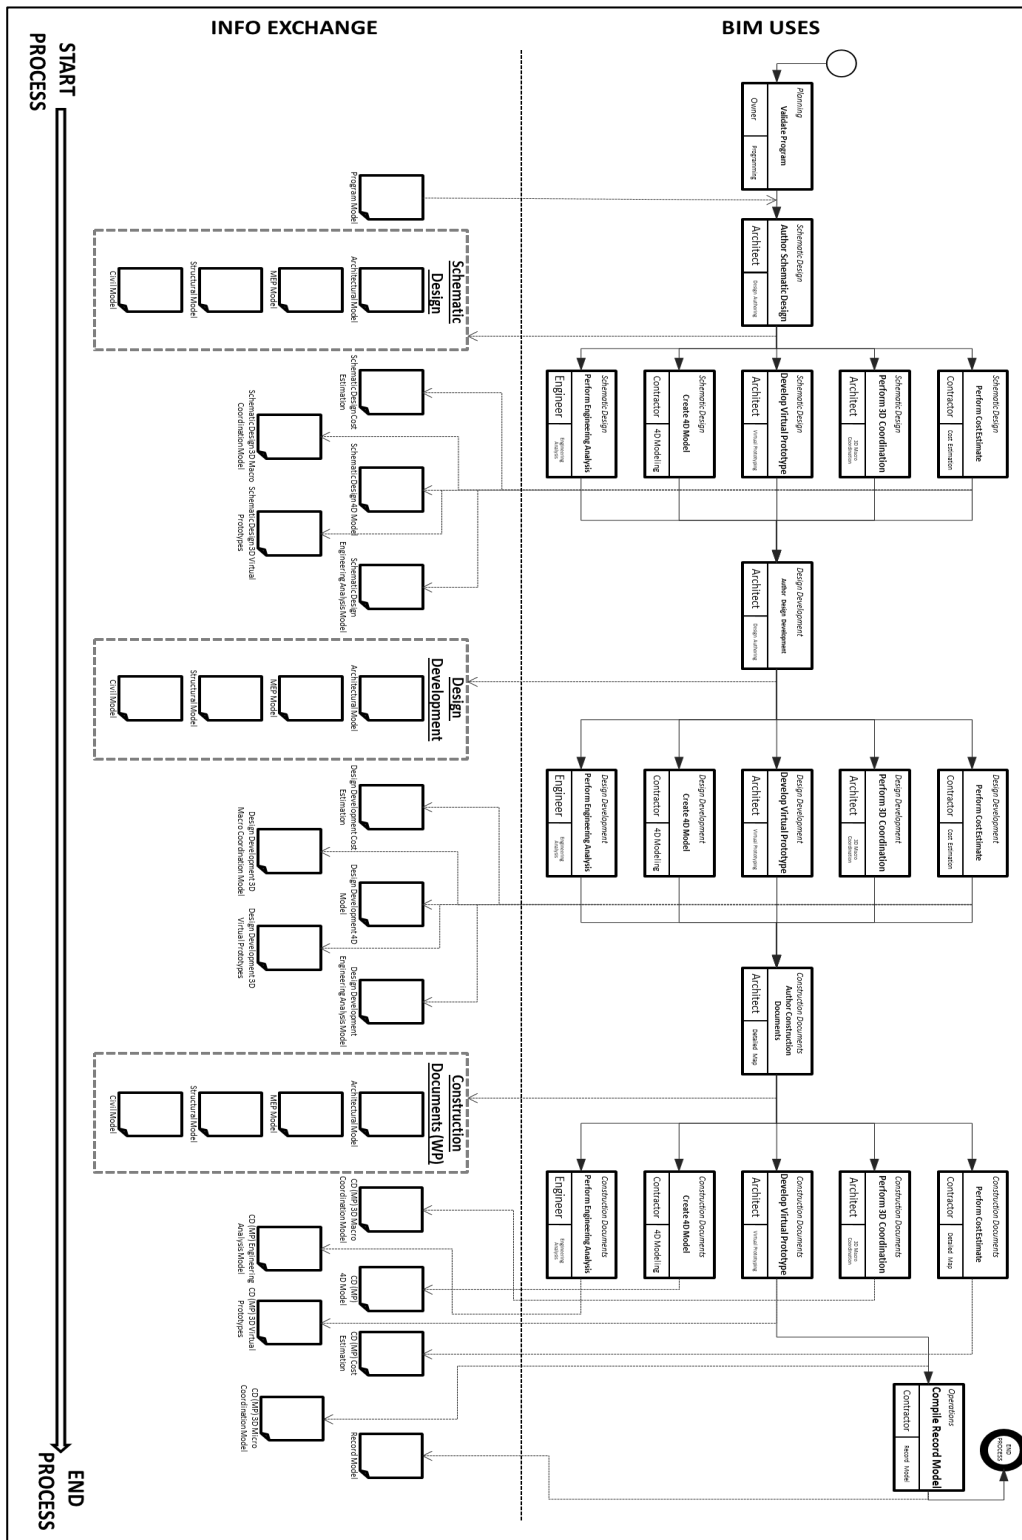 INFO EXCHANGE
BIM USES
START
PROCESS
Planning
Validate Program
Owner
Programming
Program Model
Schematic Design
Author Schematic Design
Architect
Design Authoring
Schematic
Design
Architectural Model
MEP Model
Structural Model
Civil Model
Schematic Design
Perform Cost Estimate
Contractor
Cost Estimation
Schematic Design
Perform 3D Coordination
Architect
3D Macro
Coordination
Schematic Design
Develop Virtual Prototype
Architect
Virtual Prototyping
Schematic Design
Create 4D Model
Contractor
4D Modeling
Schematic Design
Perform Engineering Analysis
Engineer
Engineering
Analysis
Schematic Design Cost
Estimation
Schematic Design 3D Macro
Coordination Model
Schematic Design 4D Model
Schematic Design 3D Virtual
Prototypes
Schematic Design
Engineering Analysis Model
Design Development
Author Design Development
Architect
Design Authoring
Design
Development
Architectural Model
MEP Model
Structural Model
Civil Model
Design Development
Perform Cost Estimate
Contractor
Cost Estimation
Design Development
Perform 3D Coordination
Architect
3D Macro
Coordination
Design Development
Develop Virtual Prototype
Architect
Virtual Prototyping
Design Development
Create 4D Model
Contractor
4D Modeling
Design Development
Perform Engineering Analysis
Engineer
Engineering
Analysis
Design Development Cost
Estimation
Design Development 3D
Macro Coordination Model
Design Development 4D
Model
Design Development 3D
Virtual Prototypes
Design Development
Engineering Analysis Model
Construction Documents
Author Construction
Documents
Architect
Detailed Map
Construction
Documents (WP)
Architectural Model
MEP Model
Structural Model
Civil Model
Construction Documents
Perform Cost Estimate
Contractor
Detailed Map
Construction Documents
Perform 3D Coordination
Architect
3D Macro
Coordination
Construction Documents
Develop Virtual Prototype
Architect
Virtual Prototyping
Construction Documents
Create 4D Model
Contractor
4D Modeling
Construction Documents
Perform Engineering Analysis
Engineer
Engineering
Analysis
CD (MP) 3D Macro
Coordination Model
CD (MP) Engineering
Analysis Model
CD (MP)
4D Model
CD (MP) 3D Virtual
Prototypes
CD (MP) Cost
Estimation
CD (MP) 3D Micro
Coordination Model
Record Model
Operations
Compile Record Model
Contractor
Record Model
END
PROCESS
END
PROCESS